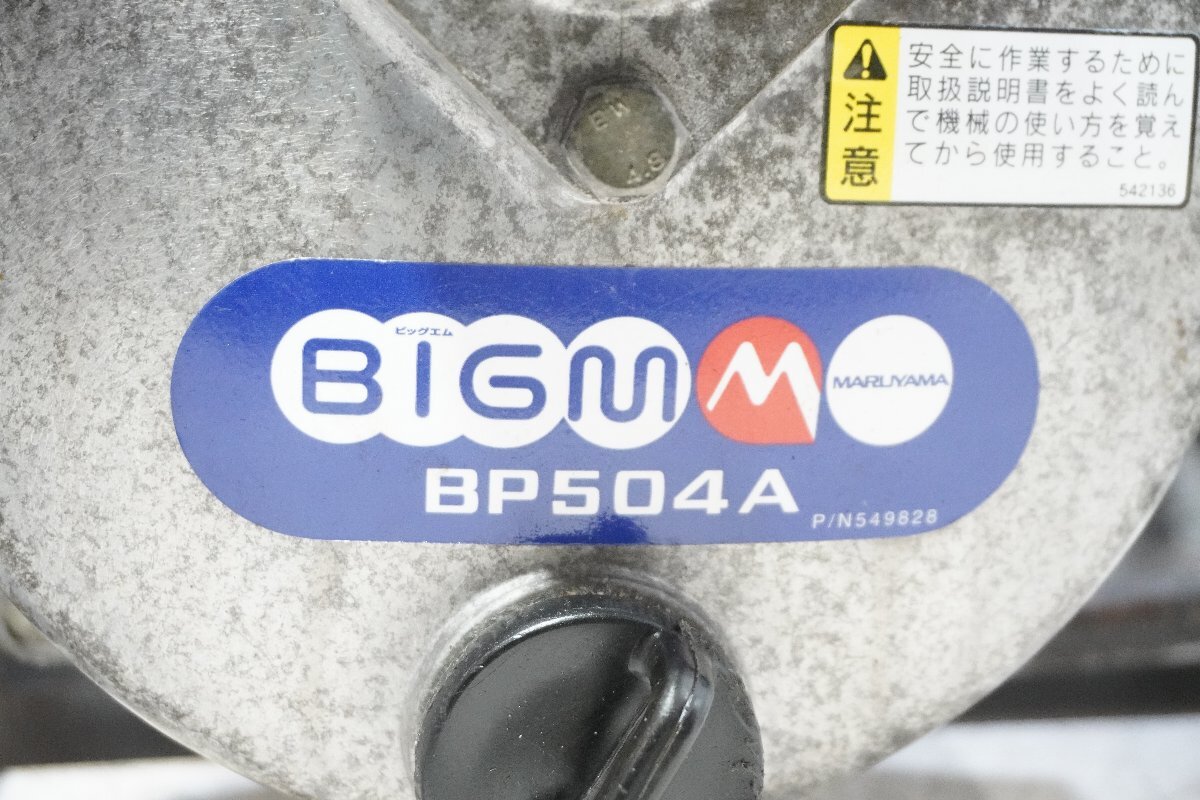 安全に作業するために
取扱説明書をよく読ん
で機械の使い方を覚え
てから使用すること。
注意
542136
ビッグエム
BIGM
MARUYAMA
BP504A
P/N549828